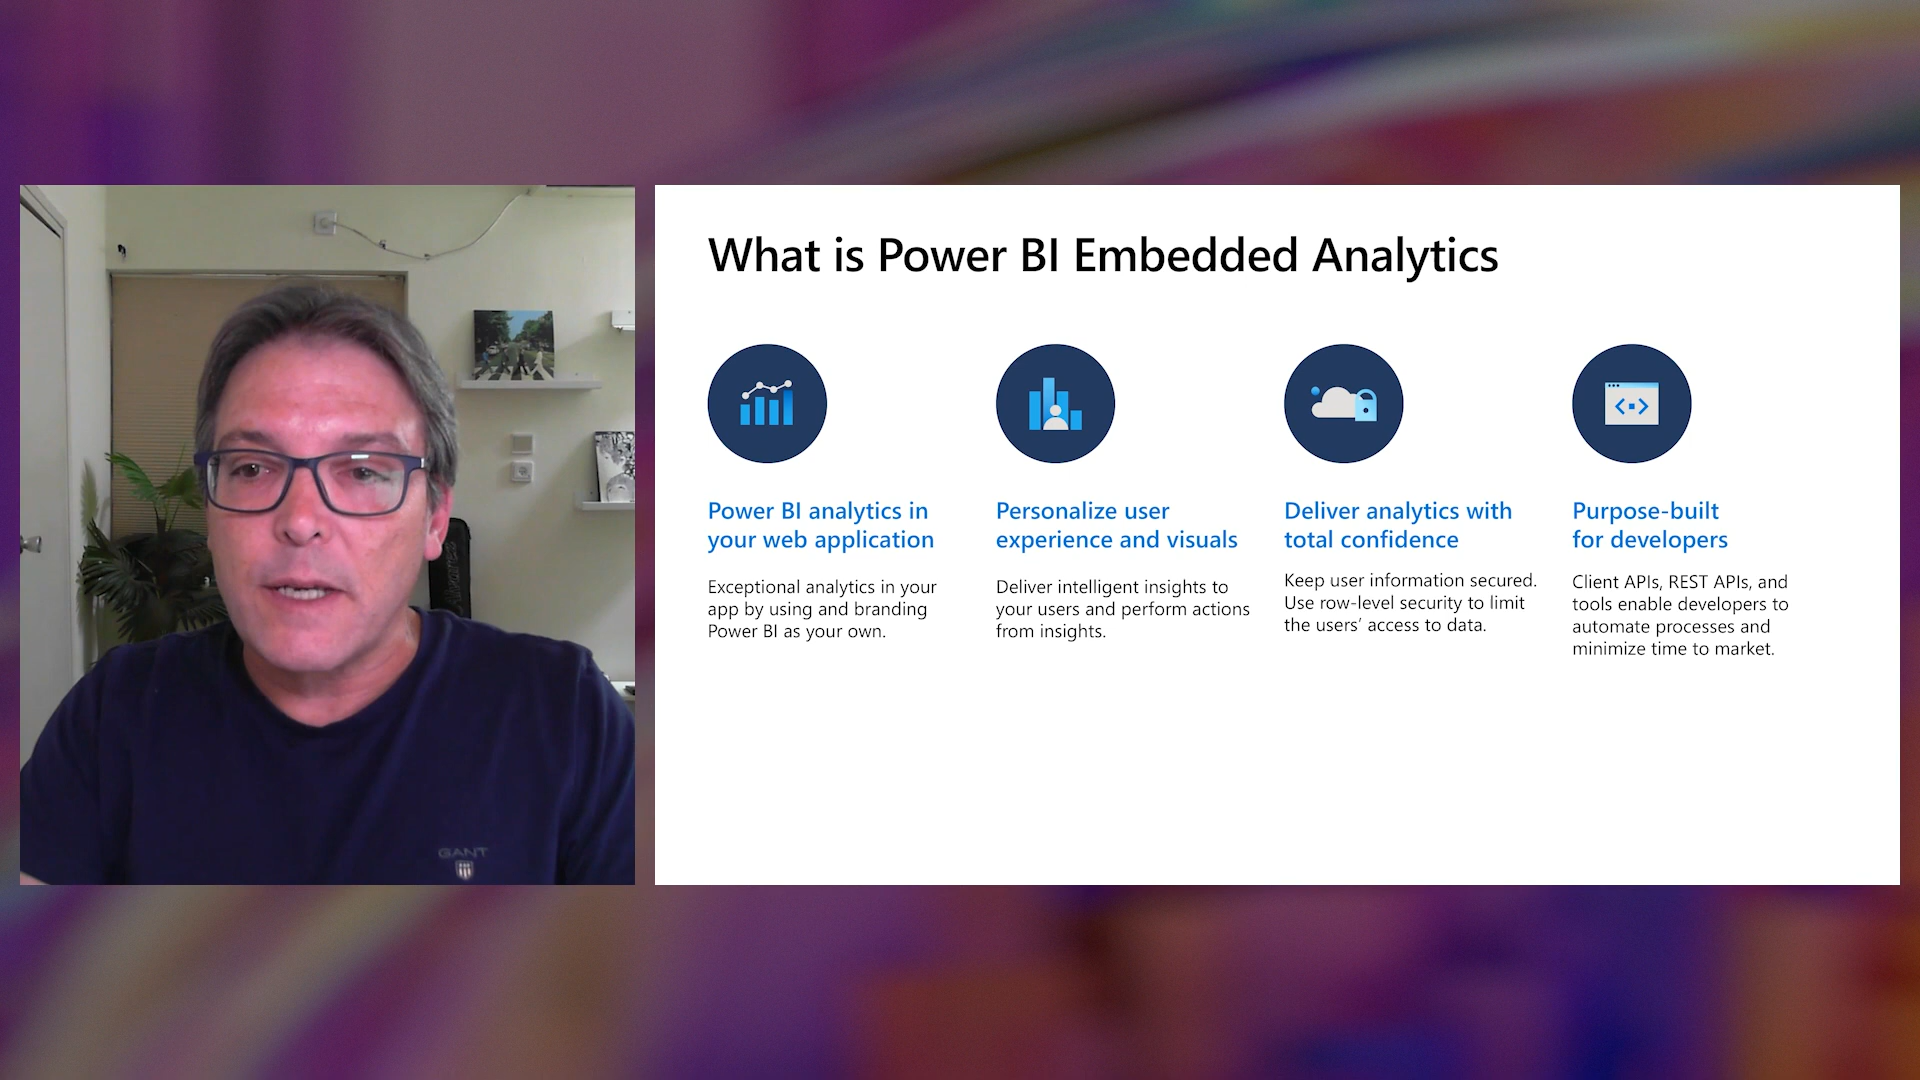 What is Power BI Embedded Analytics
Power BI analytics in
your web application
Exceptional analytics in your
app by using and branding
Power BI as your own.
Personalize user
experience and visuals
Deliver intelligent insights to
your users and perform actions
from insights.
Deliver analytics with
total confidence
Keep user information secured.
Use row-level security to limit
the users’ access to data.
Purpose-built
for developers
Client APIs, REST APIs, and
tools enable developers to
automate processes and
minimize time to market.
GANT